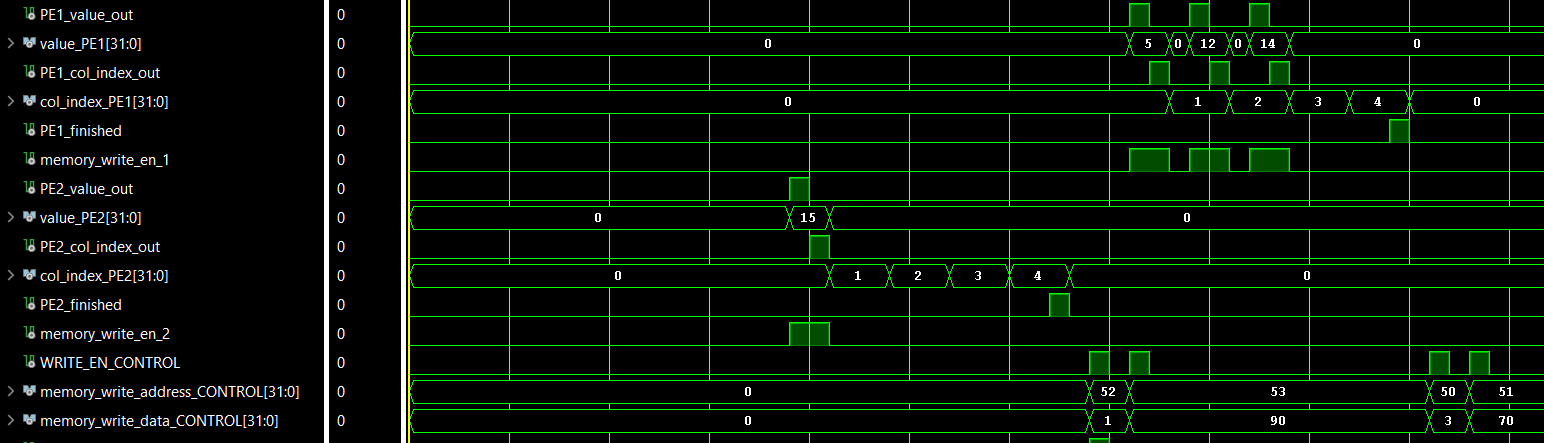 PE1_value_out 0
value_PE1[31:0] 0 0 5 0 12 0 14 0
PE1_col_index_out 0
col_index_PE1[31:0] 0 0 1 2 3 4 0
PE1_finished 0
memory_write_en_1 0
PE2_value_out 0
value_PE2[31:0] 0 0 15 0
PE2_col_index_out 0
col_index_PE2[31:0] 0 0 1 2 3 4 0
PE2_finished 0
memory_write_en_2 0
WRITE_EN_CONTROL 0
memory_write_address_CONTROL[31:0] 0 0 52 53 50 51
memory_write_data_CONTROL[31:0] 0 0 1 90 3 70